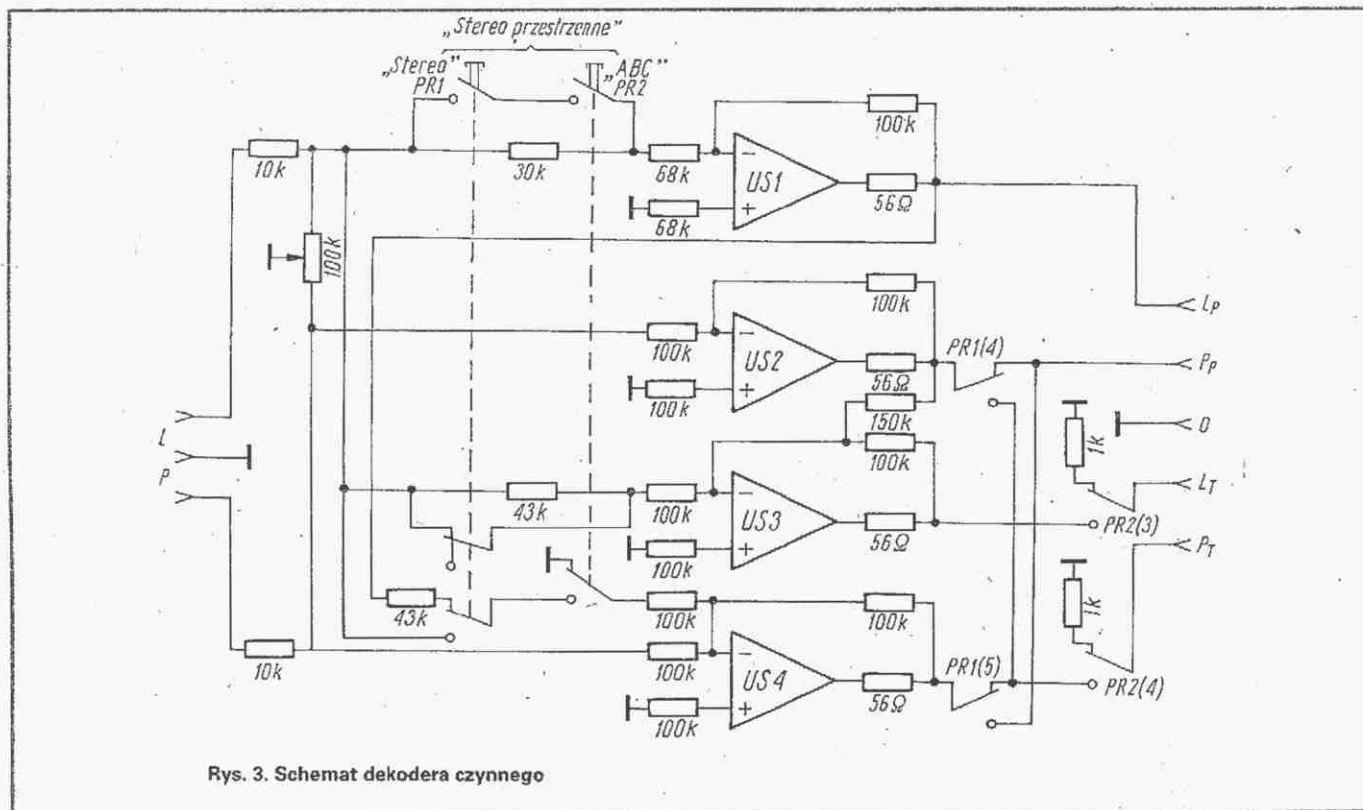 „Stereo przestrzenne”
„Stereo”
PR1
„ABC”
PR2
100k
10k
30k
68k
US1
56Ω
68k
100k
100k
LP
100k
US2
56Ω
PR1(4)
PP
100k
150k
L
P
100k
1k
0
43k
100k
US3
56Ω
LT
PR2(3)
100k
PT
43k
100k
100k
1k
10k
100k
US4
56Ω
PR1(5)
PR2(4)
100k
Rys. 3. Schemat dekodera czynnego